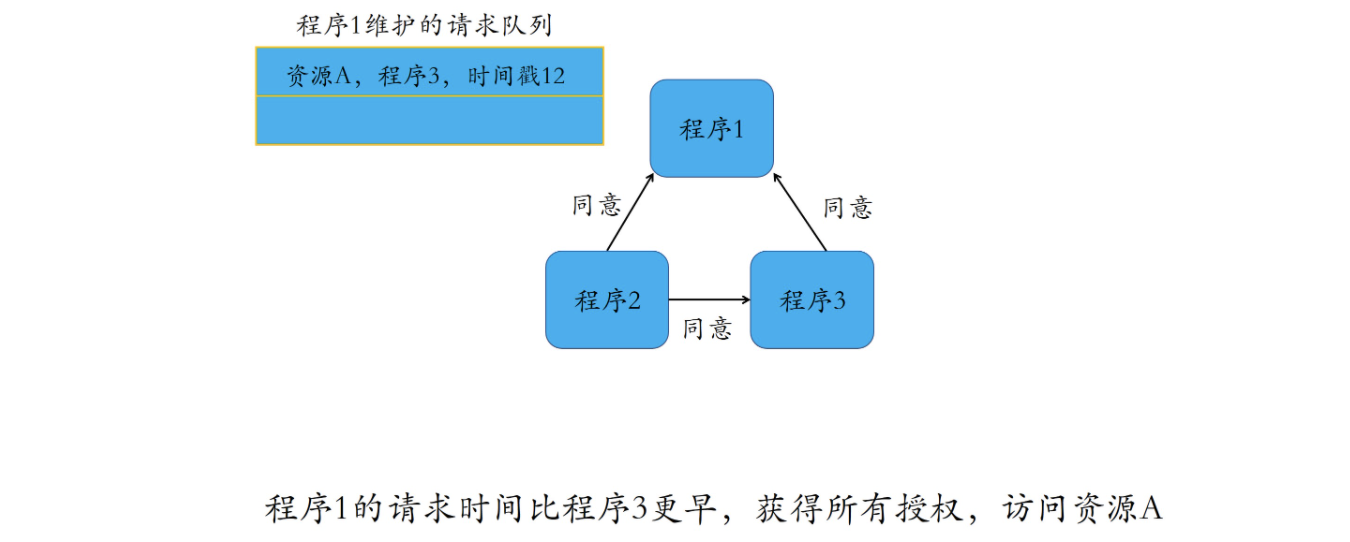 程序1维护的请求队列
资源A，程序3，时间戳12
程序1
同意
同意
程序2
程序3
同意
程序1的请求时间比程序3更早，获得所有授权，访问资源A